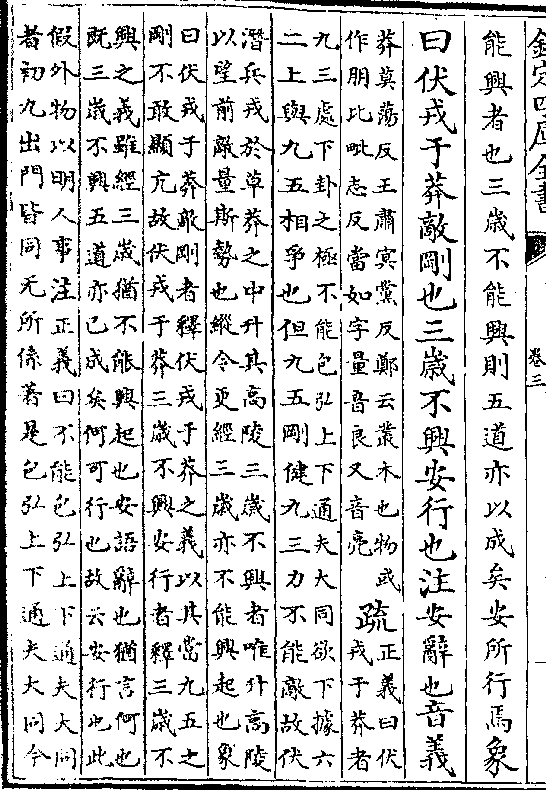 欽定四庫全書
卷三
能興者也三歳不能興則五道亦以成矣安所行焉象
曰伏戎于莽敵剛也三歳不興安行也注安辭也音義
莽莫蕩反王肅㝠黨反鄭云叢木也物或
作朋比毗志反當如字量音良又音亮
疏
正義曰伏
戎于莽者
九三處下卦之極不能包弘上下通夫大同欲下據六
二上與九五相爭也但九五剛健九三力不能敵故伏
潛兵戎於草莽之中升其高陵三歳不興者唯升高陵
以望前敵量斯勢也縱令更經三歳亦不能興起也象
曰伏戎于莽敵剛者釋伏戎于莽之義以其當九五之
剛不敢顯亢故伏戎于莽三歳不興安行者釋三歳不
興之義雖經三歳猶不能興起也安語辭也猶言何也
既三歳不興五道亦已成矣何可行也故云安行也此
假外物以明人事注正義曰不能包弘上下通夫大同
者初九出門皆同无所係著是包弘上下通夫大同今